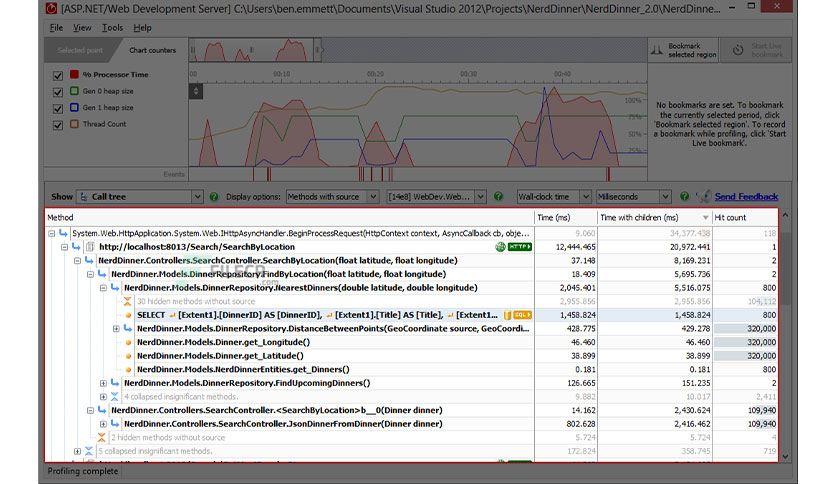 [ASP.NET/Web Development Server] C:\Users\ben.emmett\Documents\Visual Studio 2012\Projects\NerdDinner\NerdDinner_2.0\NerdDinne...
File View Tools Help
Selected point Chart counters
Bookmark selected region
Start Live bookmark
% Processor Time
Gen 0 heap size
Gen 1 heap size
Thread Count
:00 00:10 00:20 00:30 00:40
100%
75%
50%
25%
Events
No bookmarks are set. To bookmark
the currently selected period, click
'Bookmark selected region'. To record
a bookmark while profiling, click 'Start
Live bookmark'.
Show Call tree Display options: Methods with source [14e8] WebDev.Web... Wall-clock time Milliseconds Send Feedback
Method Time (ms) Time with children (ms) Hit count
System.Web.HttpApplication.System.Web.IHttpAsyncHandler.BeginProcessRequest(HttpContext context, AsyncCallback cb, obje... 9.060 34,377.438 118
http://localhost:8013/Search/SearchByLocation HTTP 12,444.465 20,972.441 1
NerdDinner.Controllers.SearchController.SearchByLocation(float latitude, float longitude) 37.148 8,169.231 2
NerdDinner.Models.DinnerRepository.FindByLocation(float latitude, float longitude) 18.409 5,695.736 2
NerdDinner.Models.DinnerRepository.NearestDinners(double latitude, double longitude) 2,045.401 6,516.075 800
30 hidden methods without source 2,955.856 2,955.856 104,112
SELECT [Extent1].[DinnerID] AS [DinnerID], [Extent1].[Title] AS [Title], [Extent1... SQL 1,458.824 1,458.824 800
NerdDinner.Models.DinnerRepository.DistanceBetweenPoints(GeoCoordinate source, GeoCoordi... 428.775 429.278 320,000
NerdDinner.Models.Dinner.get_Longitude() 46.460 46.460 320,000
NerdDinner.Models.Dinner.get_Latitude() 38.899 38.899 320,000
NerdDinner.Models.NerdDinnerEntities.get_Dinners() 0.181 0.181 800
NerdDinner.Models.DinnerRepository.FindUpcomingDinners() 126.665 151.235 2
4 collapsed insignificant methods. 9.882 10.017 2,411
NerdDinner.Controllers.SearchController.<SearchByLocation>b__0(Dinner dinner) 14.162 2,430.624 109,940
NerdDinner.Controllers.SearchController.JsonDinnerFromDinner(Dinner dinner) 802.628 2,416.462 109,940
2 hidden methods without source 5.724 5.724 4
5 collapsed insignificant methods. 172.824 358.745 719
Profiling complete